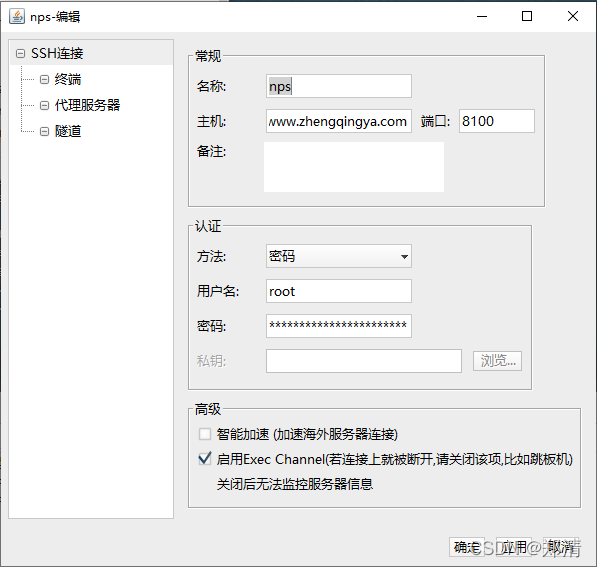 nps-编辑
SSH连接
终端
代理服务器
隧道
常规
名称: nps
主机: www.zhengqingya.com 端口: 8100
备注:
认证
方法: 密码
用户名: root
密码: ***********************
私钥: 浏览...
高级
智能加速 (加速海外服务器连接)
启用Exec Channel(若连接上就被断开,请关闭该项,比如跳板机)
关闭后无法监控服务器信息
确定 应用 取消
CSDN @郑清